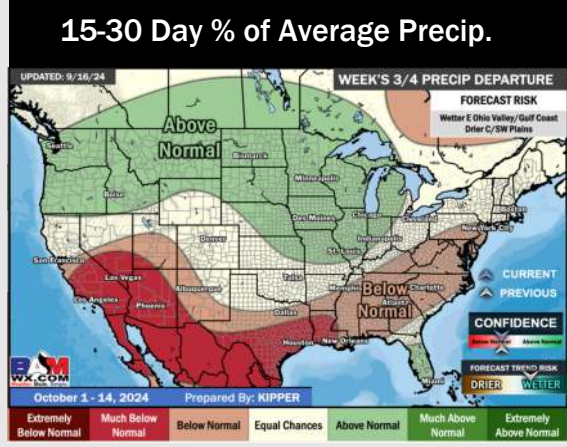 15-30 Day % of Average Precip.
UPDATED: 9/16/24
WEEK'S 3/4 PRECIP DEPARTURE
FORECAST RISK
Wetter E Ohio Valley/Gulf Coast
Drier C/SW Plains
Above
Normal
Seattle
Bismarck
Minneapolis
Boise
Boston
Des Moines
Chicago
Cleveland
New York City
Indianapolis
Denver
St. Louis
San Francisco
Las Vegas
Tulsa
CURRENT
Albuquerque
Memphis
Below
Normal
Charlotte
Atlanta
PREVIOUS
Los Angeles
Phoenix
Dallas
CONFIDENCE
Below Normal
Above Normal
Houston
New Orleans
FORECAST TREND RISK
DRIER
WETTER
Miami
BAM
WX.COM
October 1 - 14, 2024
Prepared By: KIPPER
Extremely
Below Normal
Much Below
Normal
Below Normal
Equal Chances
Above Normal
Much Above
Normal
Extremely
Above Normal